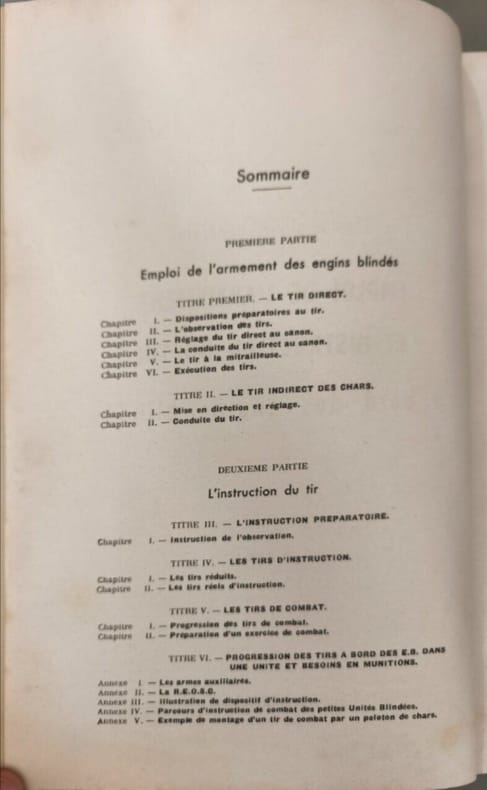 Sommaire
PREMIERE PARTIE
Emploi de l'armement des engins blindés
TITRE PREMIER. — LE TIR DIRECT.
Chapitre I. — Dispositions préparatoires au tir.
Chapitre II. — L'observation des tirs.
Chapitre III. — Réglage du tir direct au canon.
Chapitre IV. — La conduite du tir direct au canon.
Chapitre V. — Le tir à la mitrailleuse.
Chapitre VI. — Exécution des tirs.
TITRE II. — LE TIR INDIRECT DES CHARS.
Chapitre I. — Mise en direction et réglage.
Chapitre II. — Conduite du tir.
DEUXIEME PARTIE
L'instruction du tir
TITRE III. — L'INSTRUCTION PREPARATOIRE.
Chapitre I. — Instruction de l'observation.
TITRE IV. — LES TIRS D'INSTRUCTION.
Chapitre I. — Les tirs réduits.
Chapitre II. — Les tirs réels d'instruction.
TITRE V. — LES TIRS DE COMBAT.
Chapitre I. — Progression des tirs de combat.
Chapitre II. — Préparation d'un exercice de combat.
TITRE VI. — PROGRESSION DES TIRS A BORD DES E.B. DANS
UNE UNITE ET BESOINS EN MUNITIONS.
Annexe I. — Les armes auxiliaires.
Annexe II. — La R.E.O.S.C.
Annexe III. — Illustration de dispositif d'instruction.
Annexe IV. — Parcours d'instruction de combat des petites Unités Blindées.
Annexe V. — Exemple de montage d'un tir de combat par un peloton de chars.